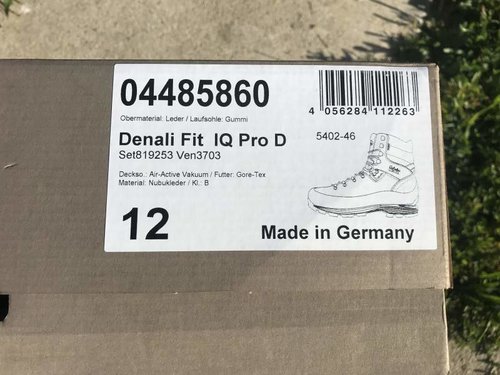 04485860
Obermaterial: Leder / Laufsohle: Gummi
4 056284 112263
Denali Fit IQ Pro D
5402-46
Set819253 Ven3703
Deckso.: Air-Active Vakuum / Futter: Gore-Tex
Material: Nubukleder / Kl.: B
12
Made in Germany